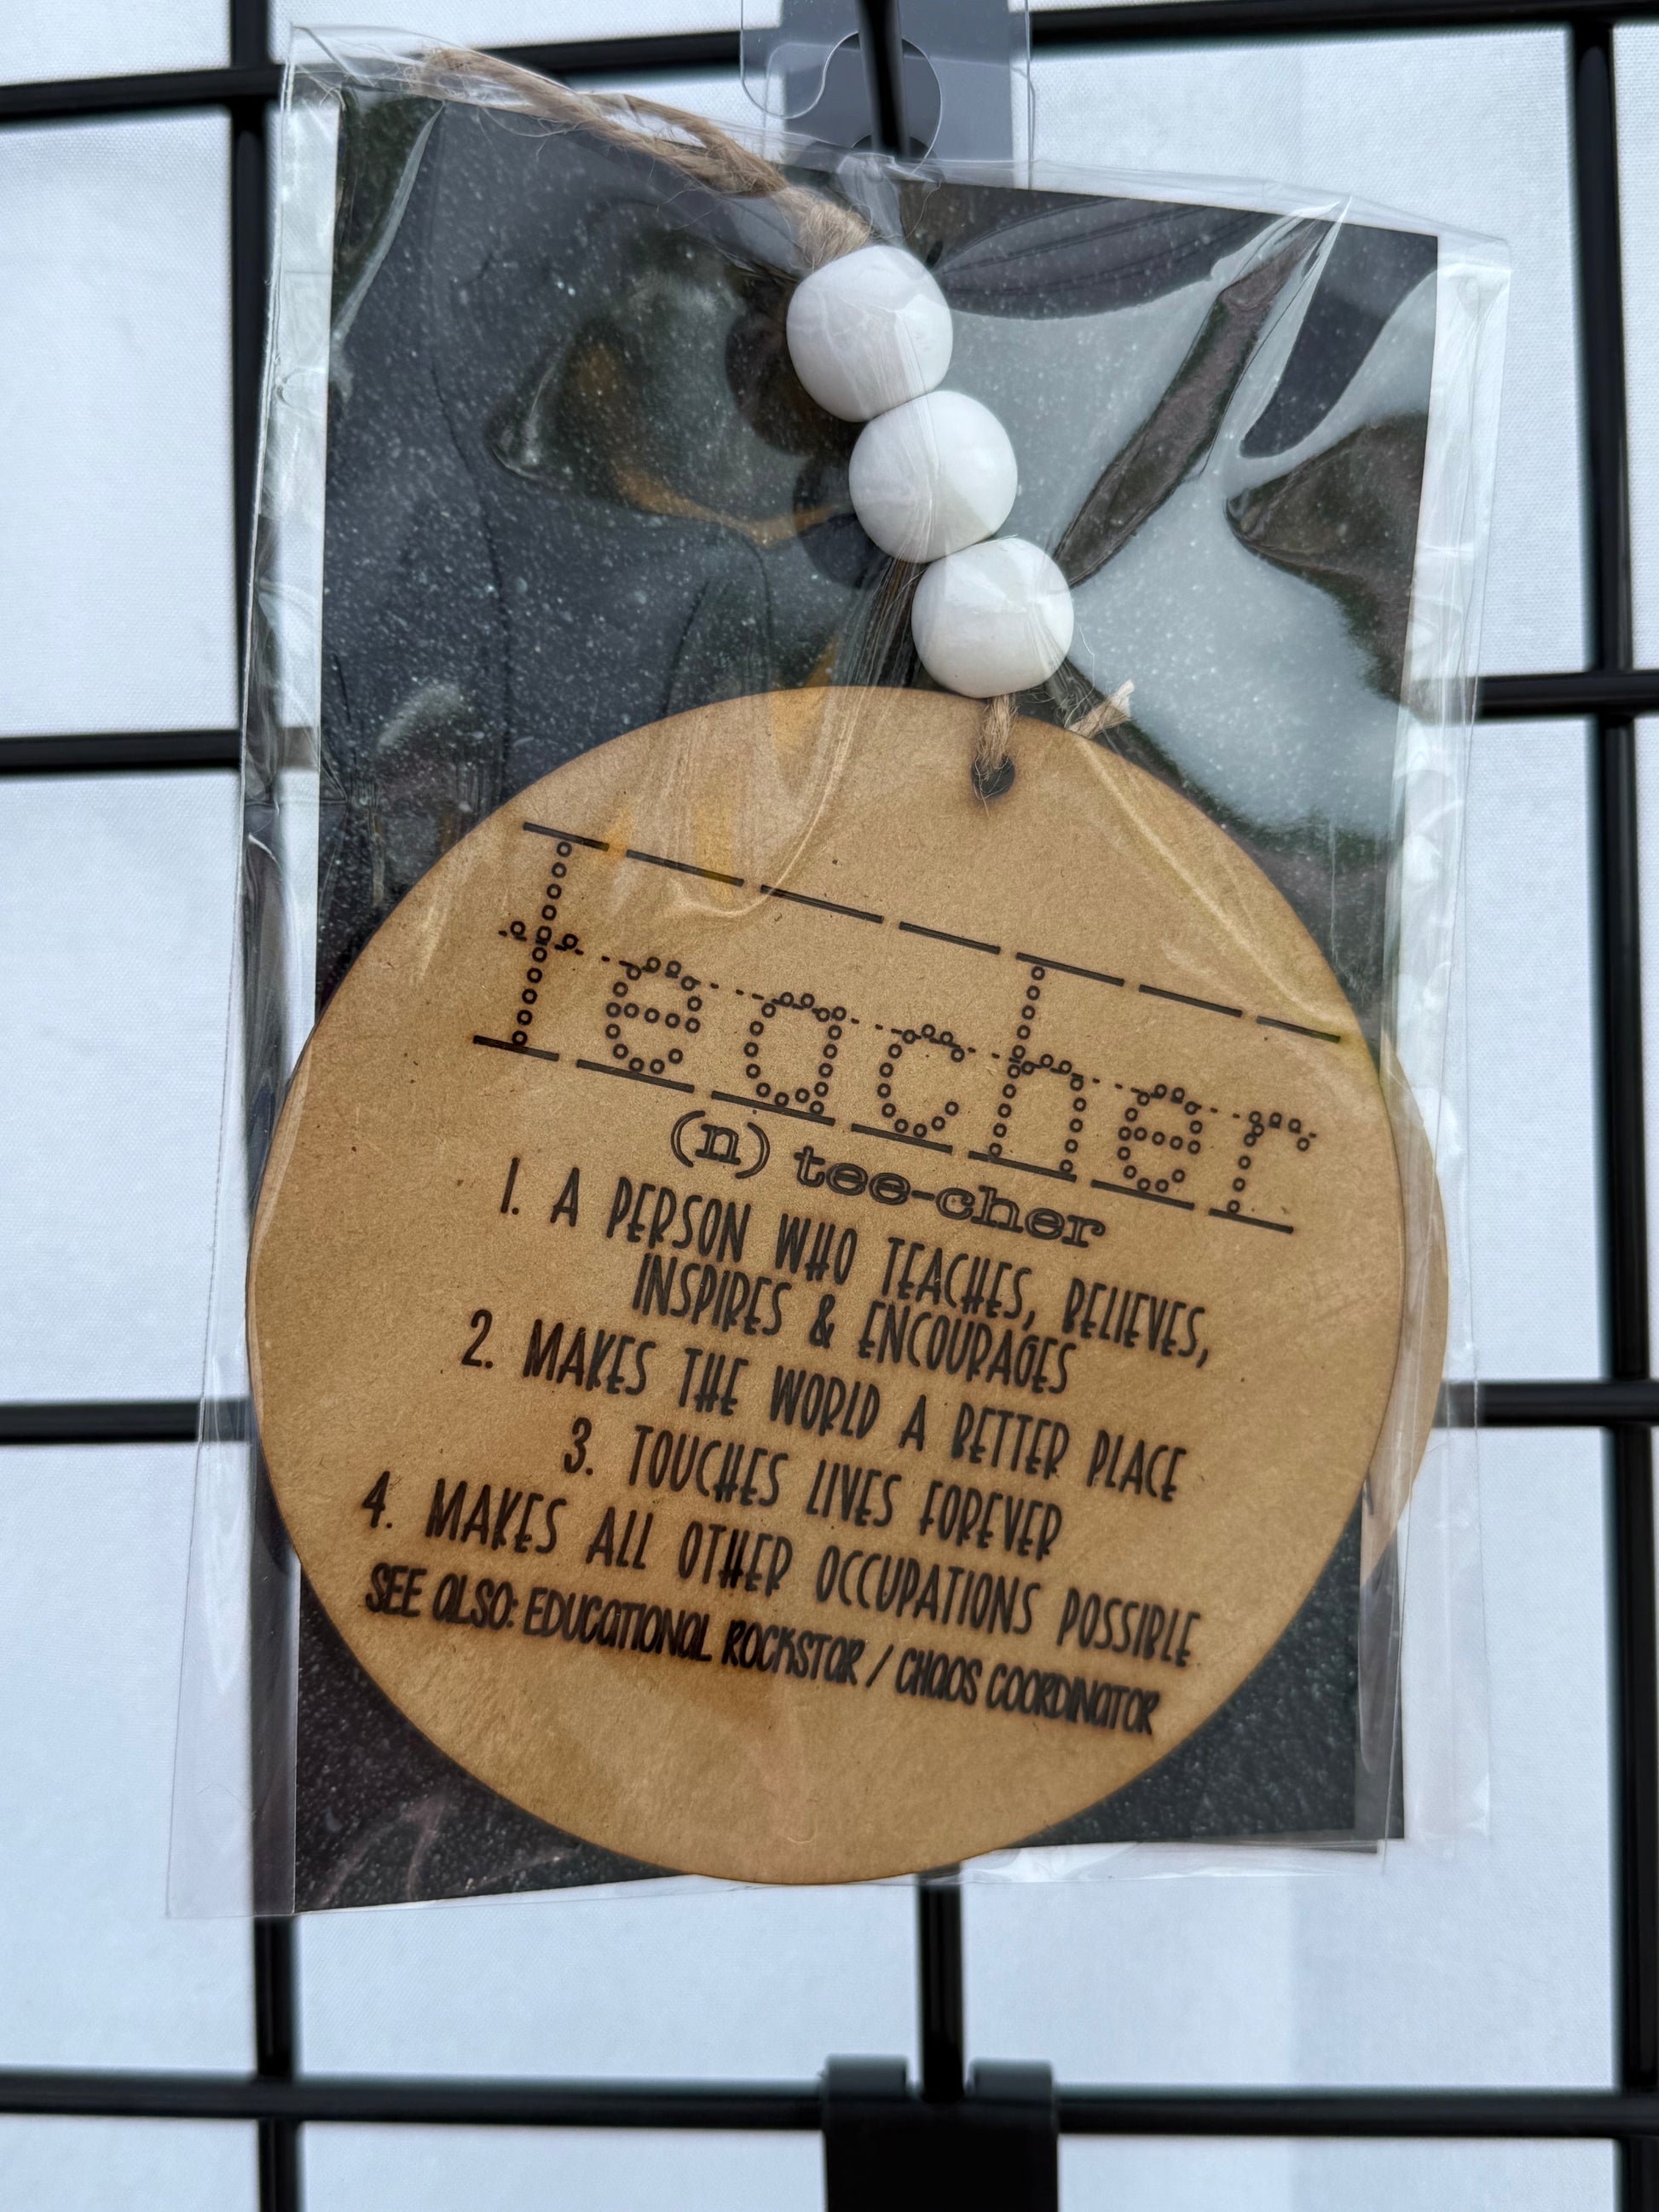 teacher
(n) tee-cher
1. A PERSON WHO TEACHES, BELIEVES,
INSPIRES & ENCOURAGES
2. MAKES THE WORLD A BETTER PLACE
3. TOUCHES LIVES FOREVER
4. MAKES ALL OTHER OCCUPATIONS POSSIBLE
SEE ALSO: EDUCATIONAL ROCKSTAR / CHAOS COORDINATOR